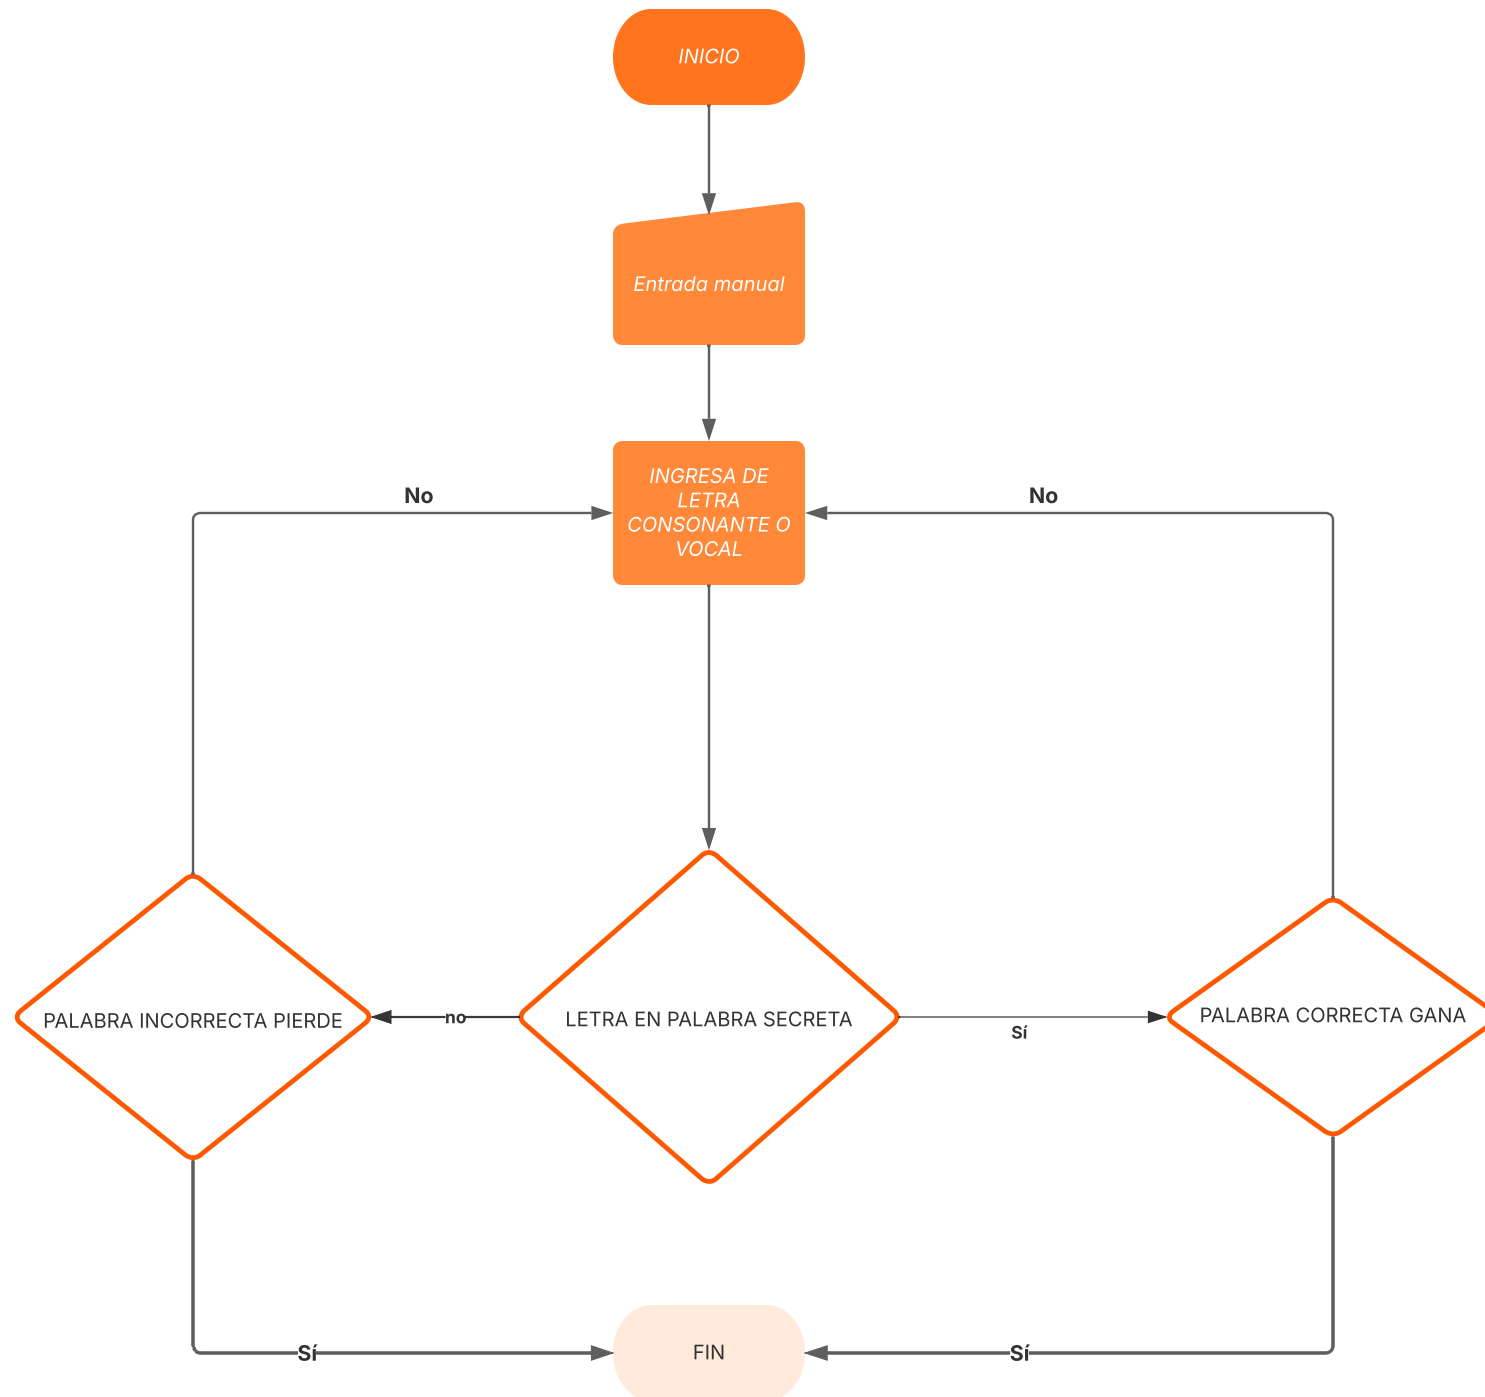 INICIO
Entrada manual
INGRESA DE
LETRA
CONSONANTE O
VOCAL
No
No
PALABRA INCORRECTA PIERDE
no
LETRA EN PALABRA SECRETA
Sí
PALABRA CORRECTA GANA
Sí
FIN
Sí